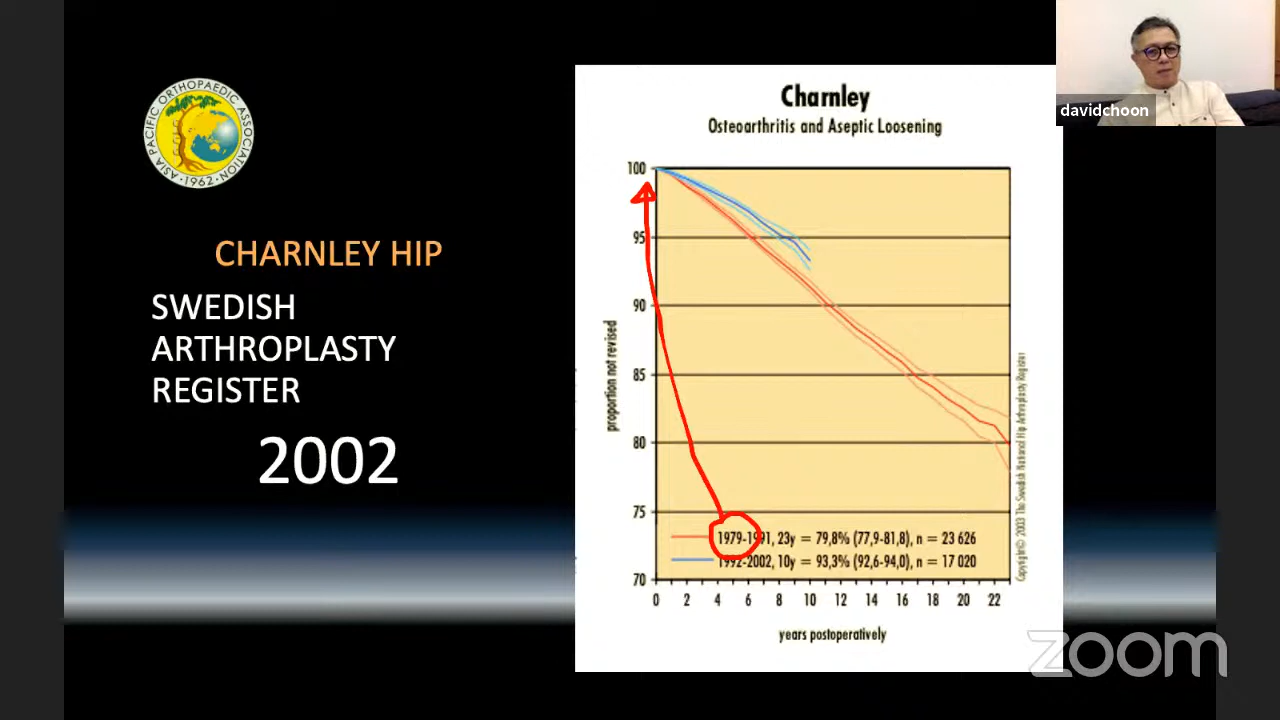 ASIA PACIFIC ORTHOPAEDIC ASSOCIATION
·1962·
CHARNLEY HIP
SWEDISH
ARTHROPLASTY
REGISTER
2002
Charnley
Osteoarthritis and Aseptic Loosening
100
95
90
85
80
75
70
proportion not revised
1979-1991, 23y = 79,8% (77,9-81,8), n = 23 626
1992-2002, 10y = 93,3% (92,6-94,0), n = 17 020
0 2 4 6 8 10 12 14 16 18 20 22
years postoperatively
Copyright© 2003 The Swedish National Hip Arthroplasty Register
davidchoon
zoom